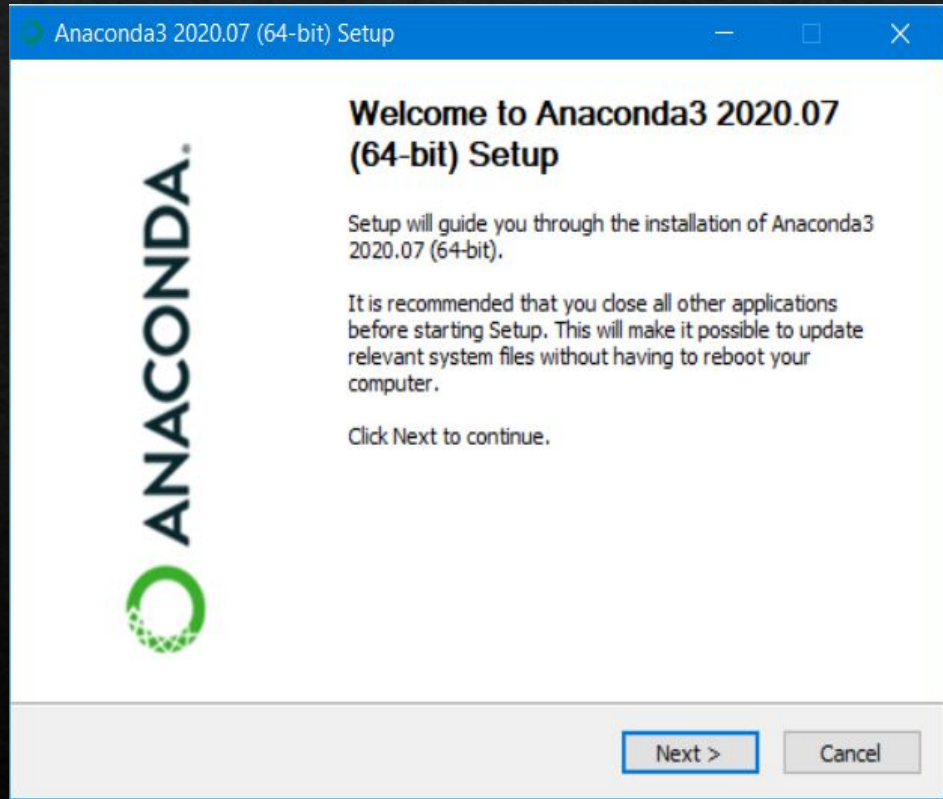 Anaconda3 2020.07 (64-bit) Setup
Welcome to Anaconda3 2020.07
(64-bit) Setup
ANACONDA.
Setup will guide you through the installation of Anaconda3
2020.07 (64-bit).
It is recommended that you close all other applications
before starting Setup. This will make it possible to update
relevant system files without having to reboot your
computer.
Click Next to continue.
Next >
Cancel